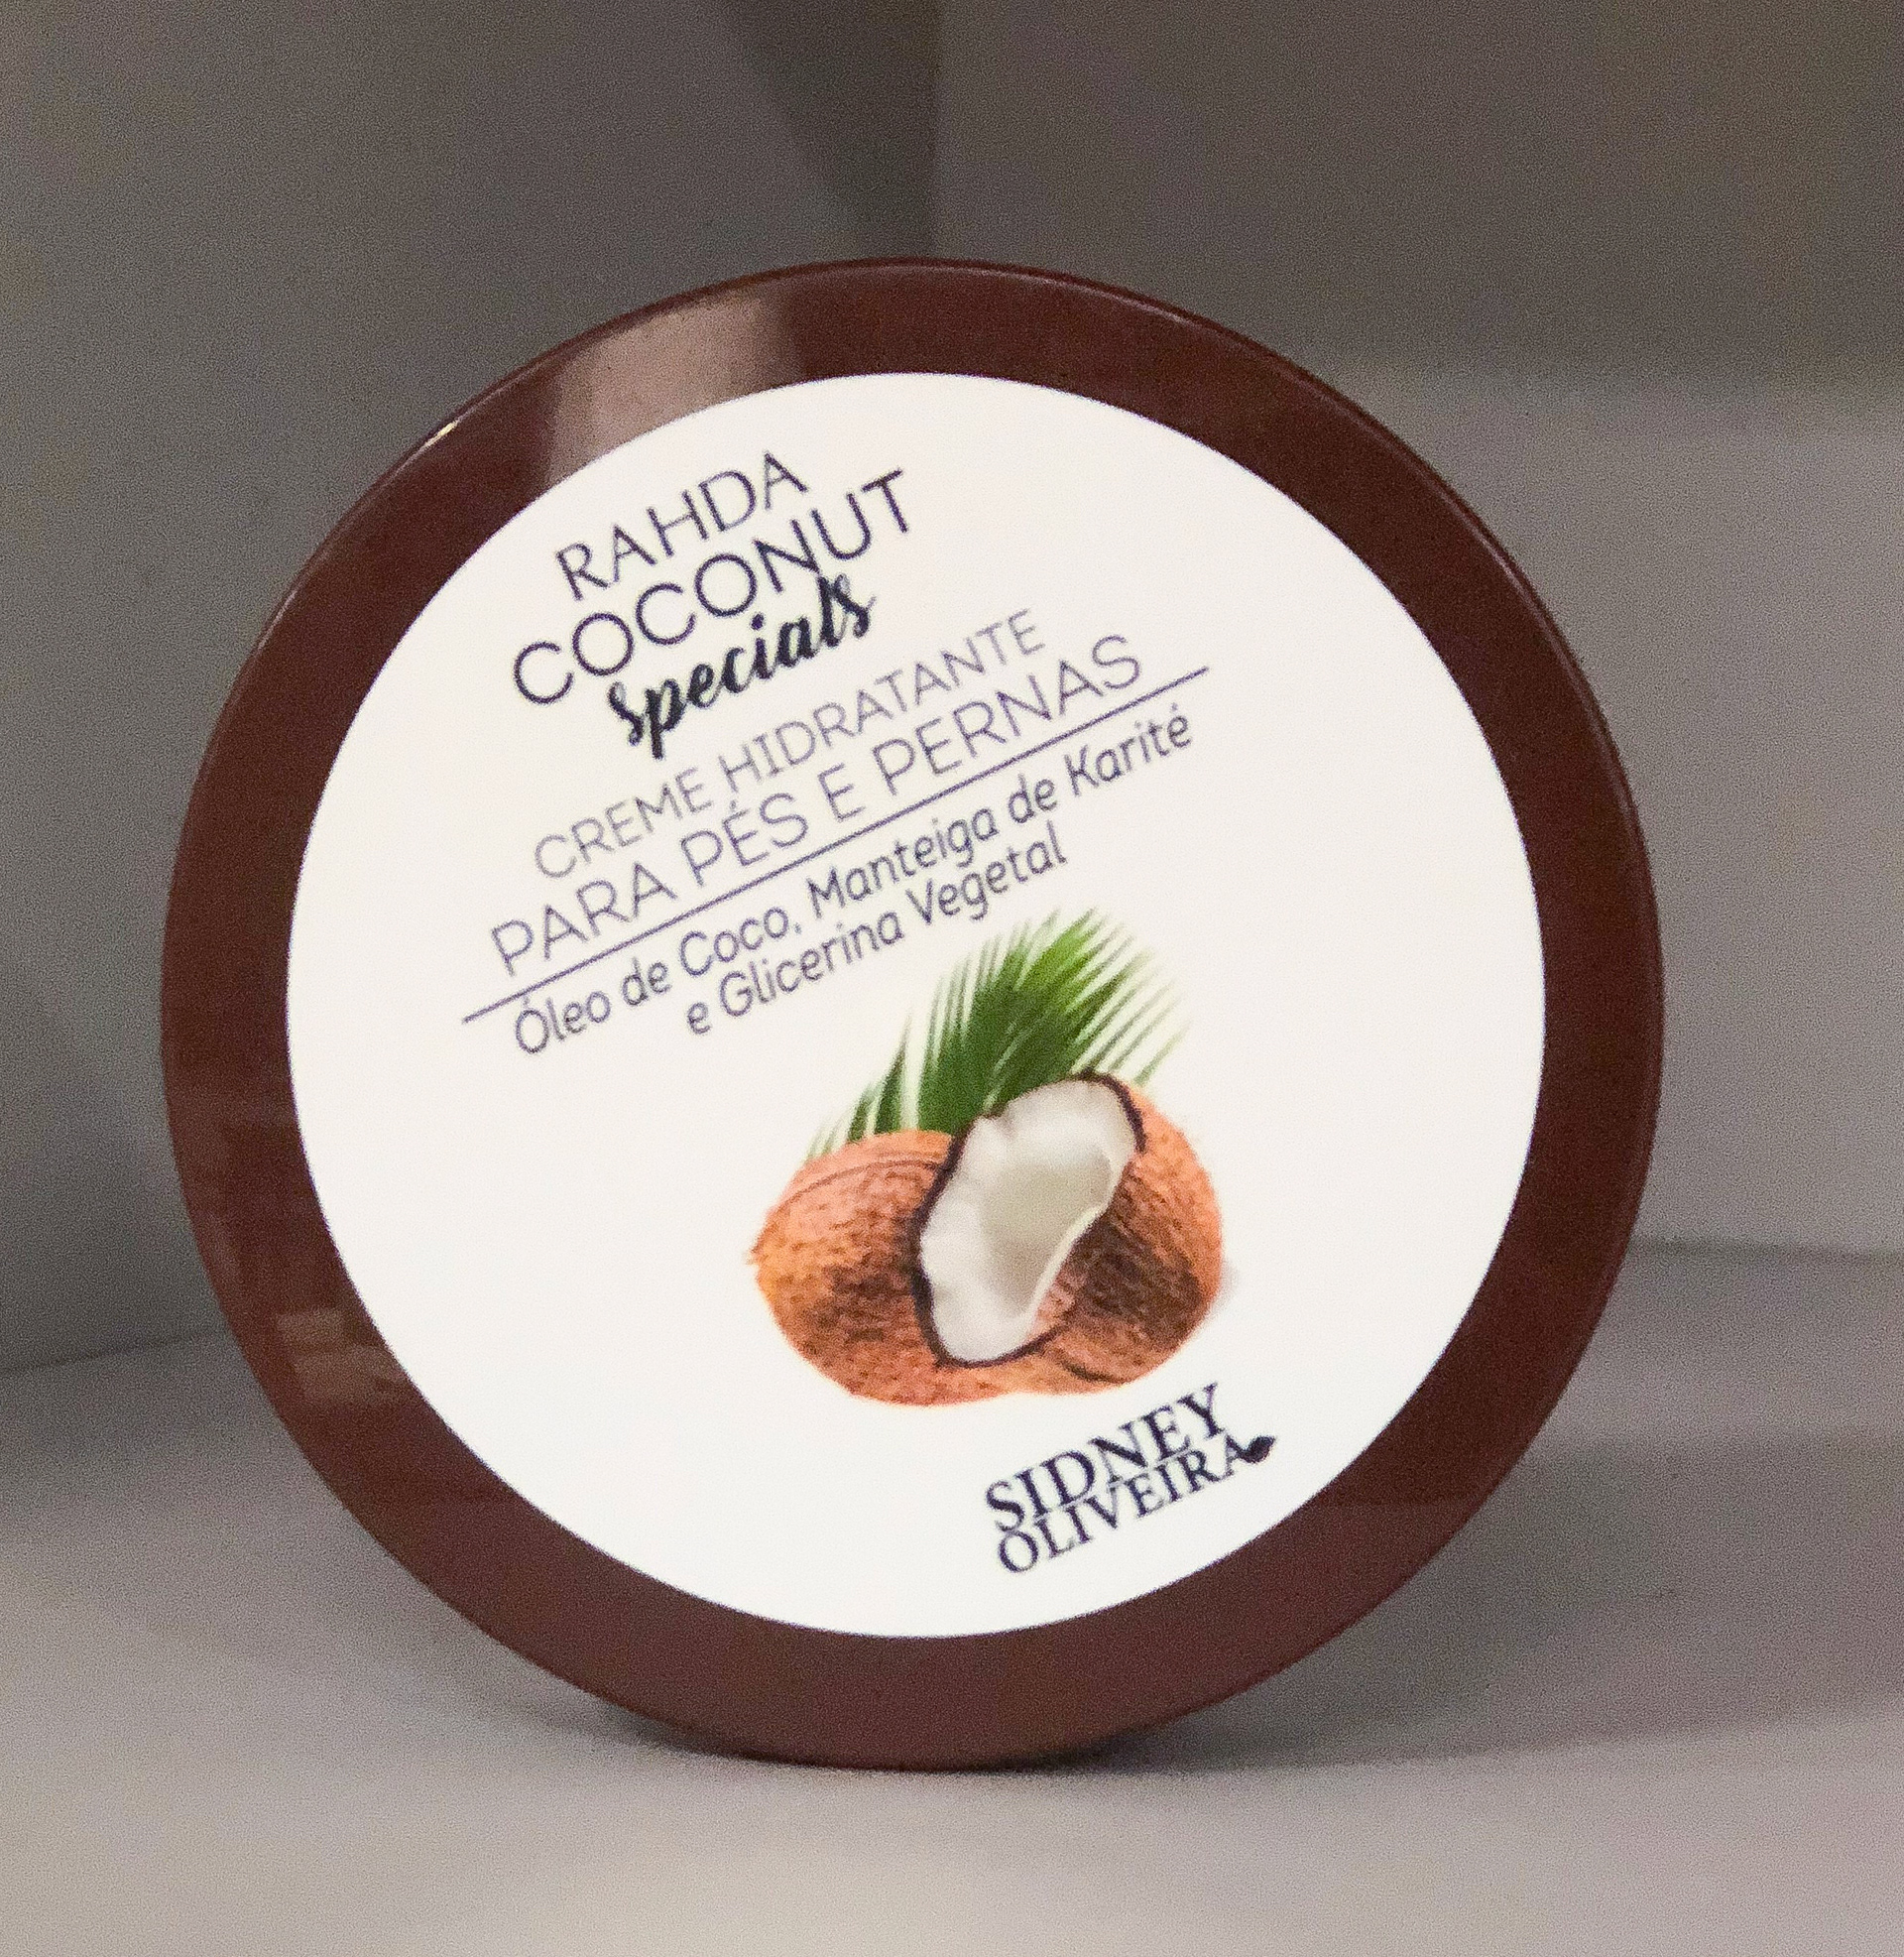 RAHDA
COCONUT
Specials
CREME HIDRATANTE
PARA PÉS E PERNAS
Óleo de Coco, Manteiga de Karité
e Glicerina Vegetal
SIDNEY
OLIVEIRA